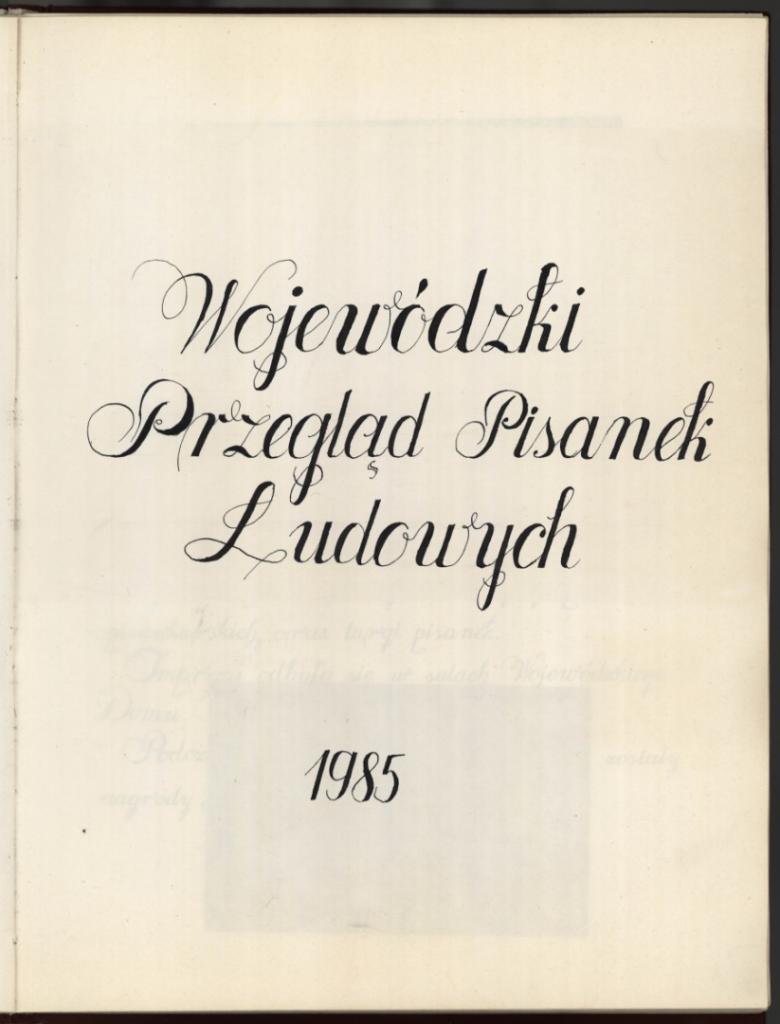 Wojewódzki
Przegląd Pisanek
Ludowych
1985